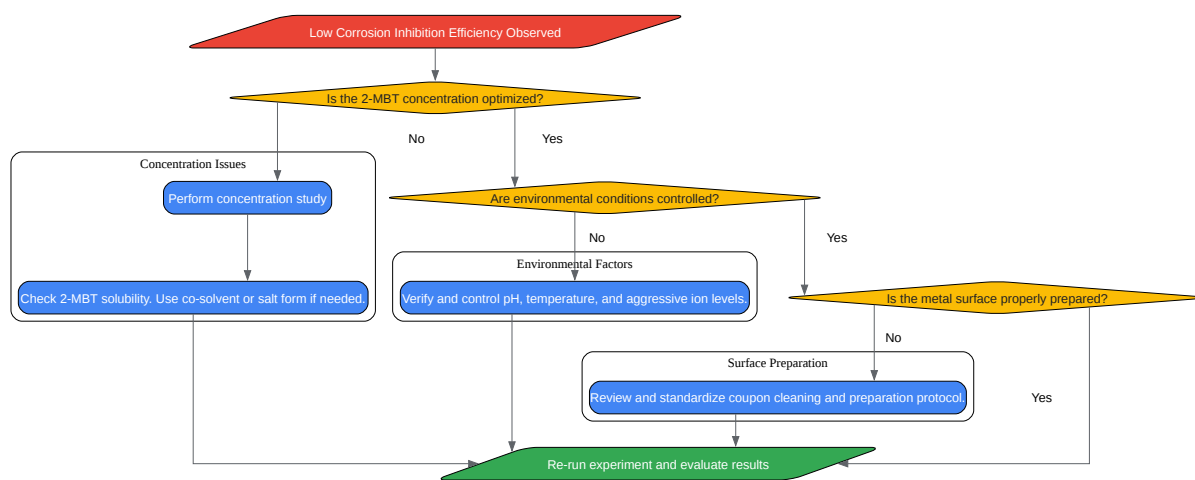 Low Corrosion Inhibition Efficiency Observed
Is the 2-MBT concentration optimized?
No
Yes
Concentration Issues
Perform concentration study
Are environmental conditions controlled?
No
Yes
Environmental Factors
Check 2-MBT solubility. Use co-solvent or salt form if needed.
Verify and control pH, temperature, and aggressive ion levels.
Is the metal surface properly prepared?
No
Surface Preparation
Review and standardize coupon cleaning and preparation protocol.
Yes
Re-run experiment and evaluate results